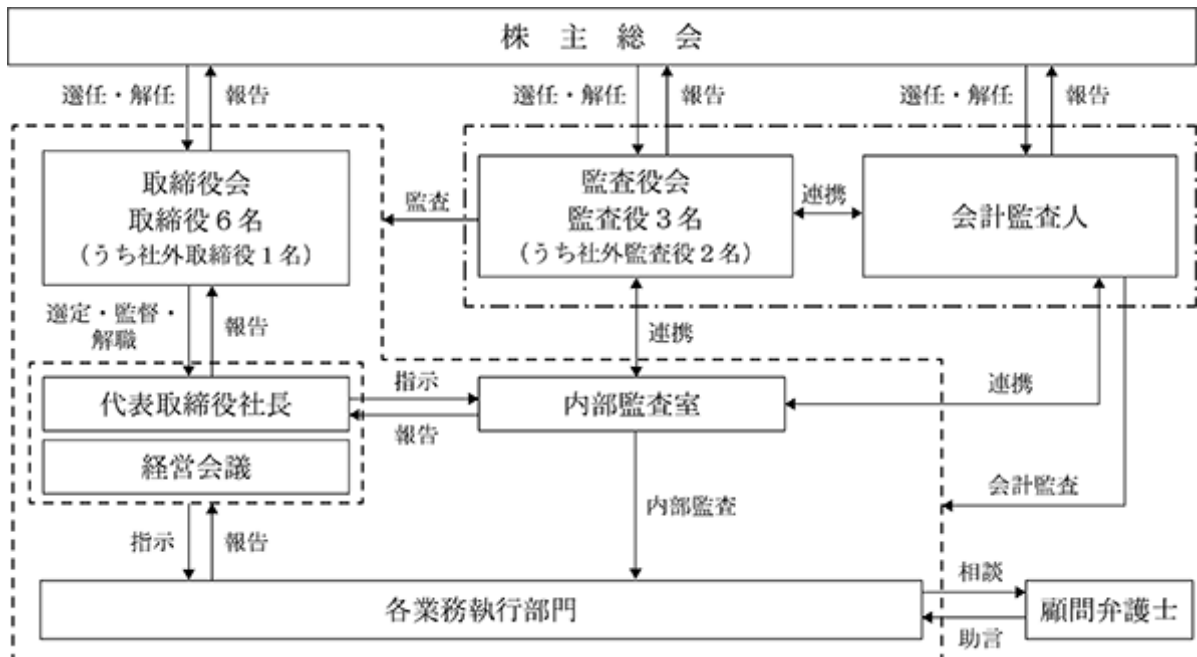 株主総会
選任・解任
報告
選任・解任
報告
選任・解任
報告
取締役会
取締役6名
（うち社外取締役1名）
監査
監査役会
監査役3名
（うち社外監査役2名）
連携
会計監査人
選定・監督・
解職
報告
連携
代表取締役社長
指示
報告
内部監査室
連携
経営会議
内部監査
会計監査
指示
報告
各業務執行部門
相談
助言
顧問弁護士